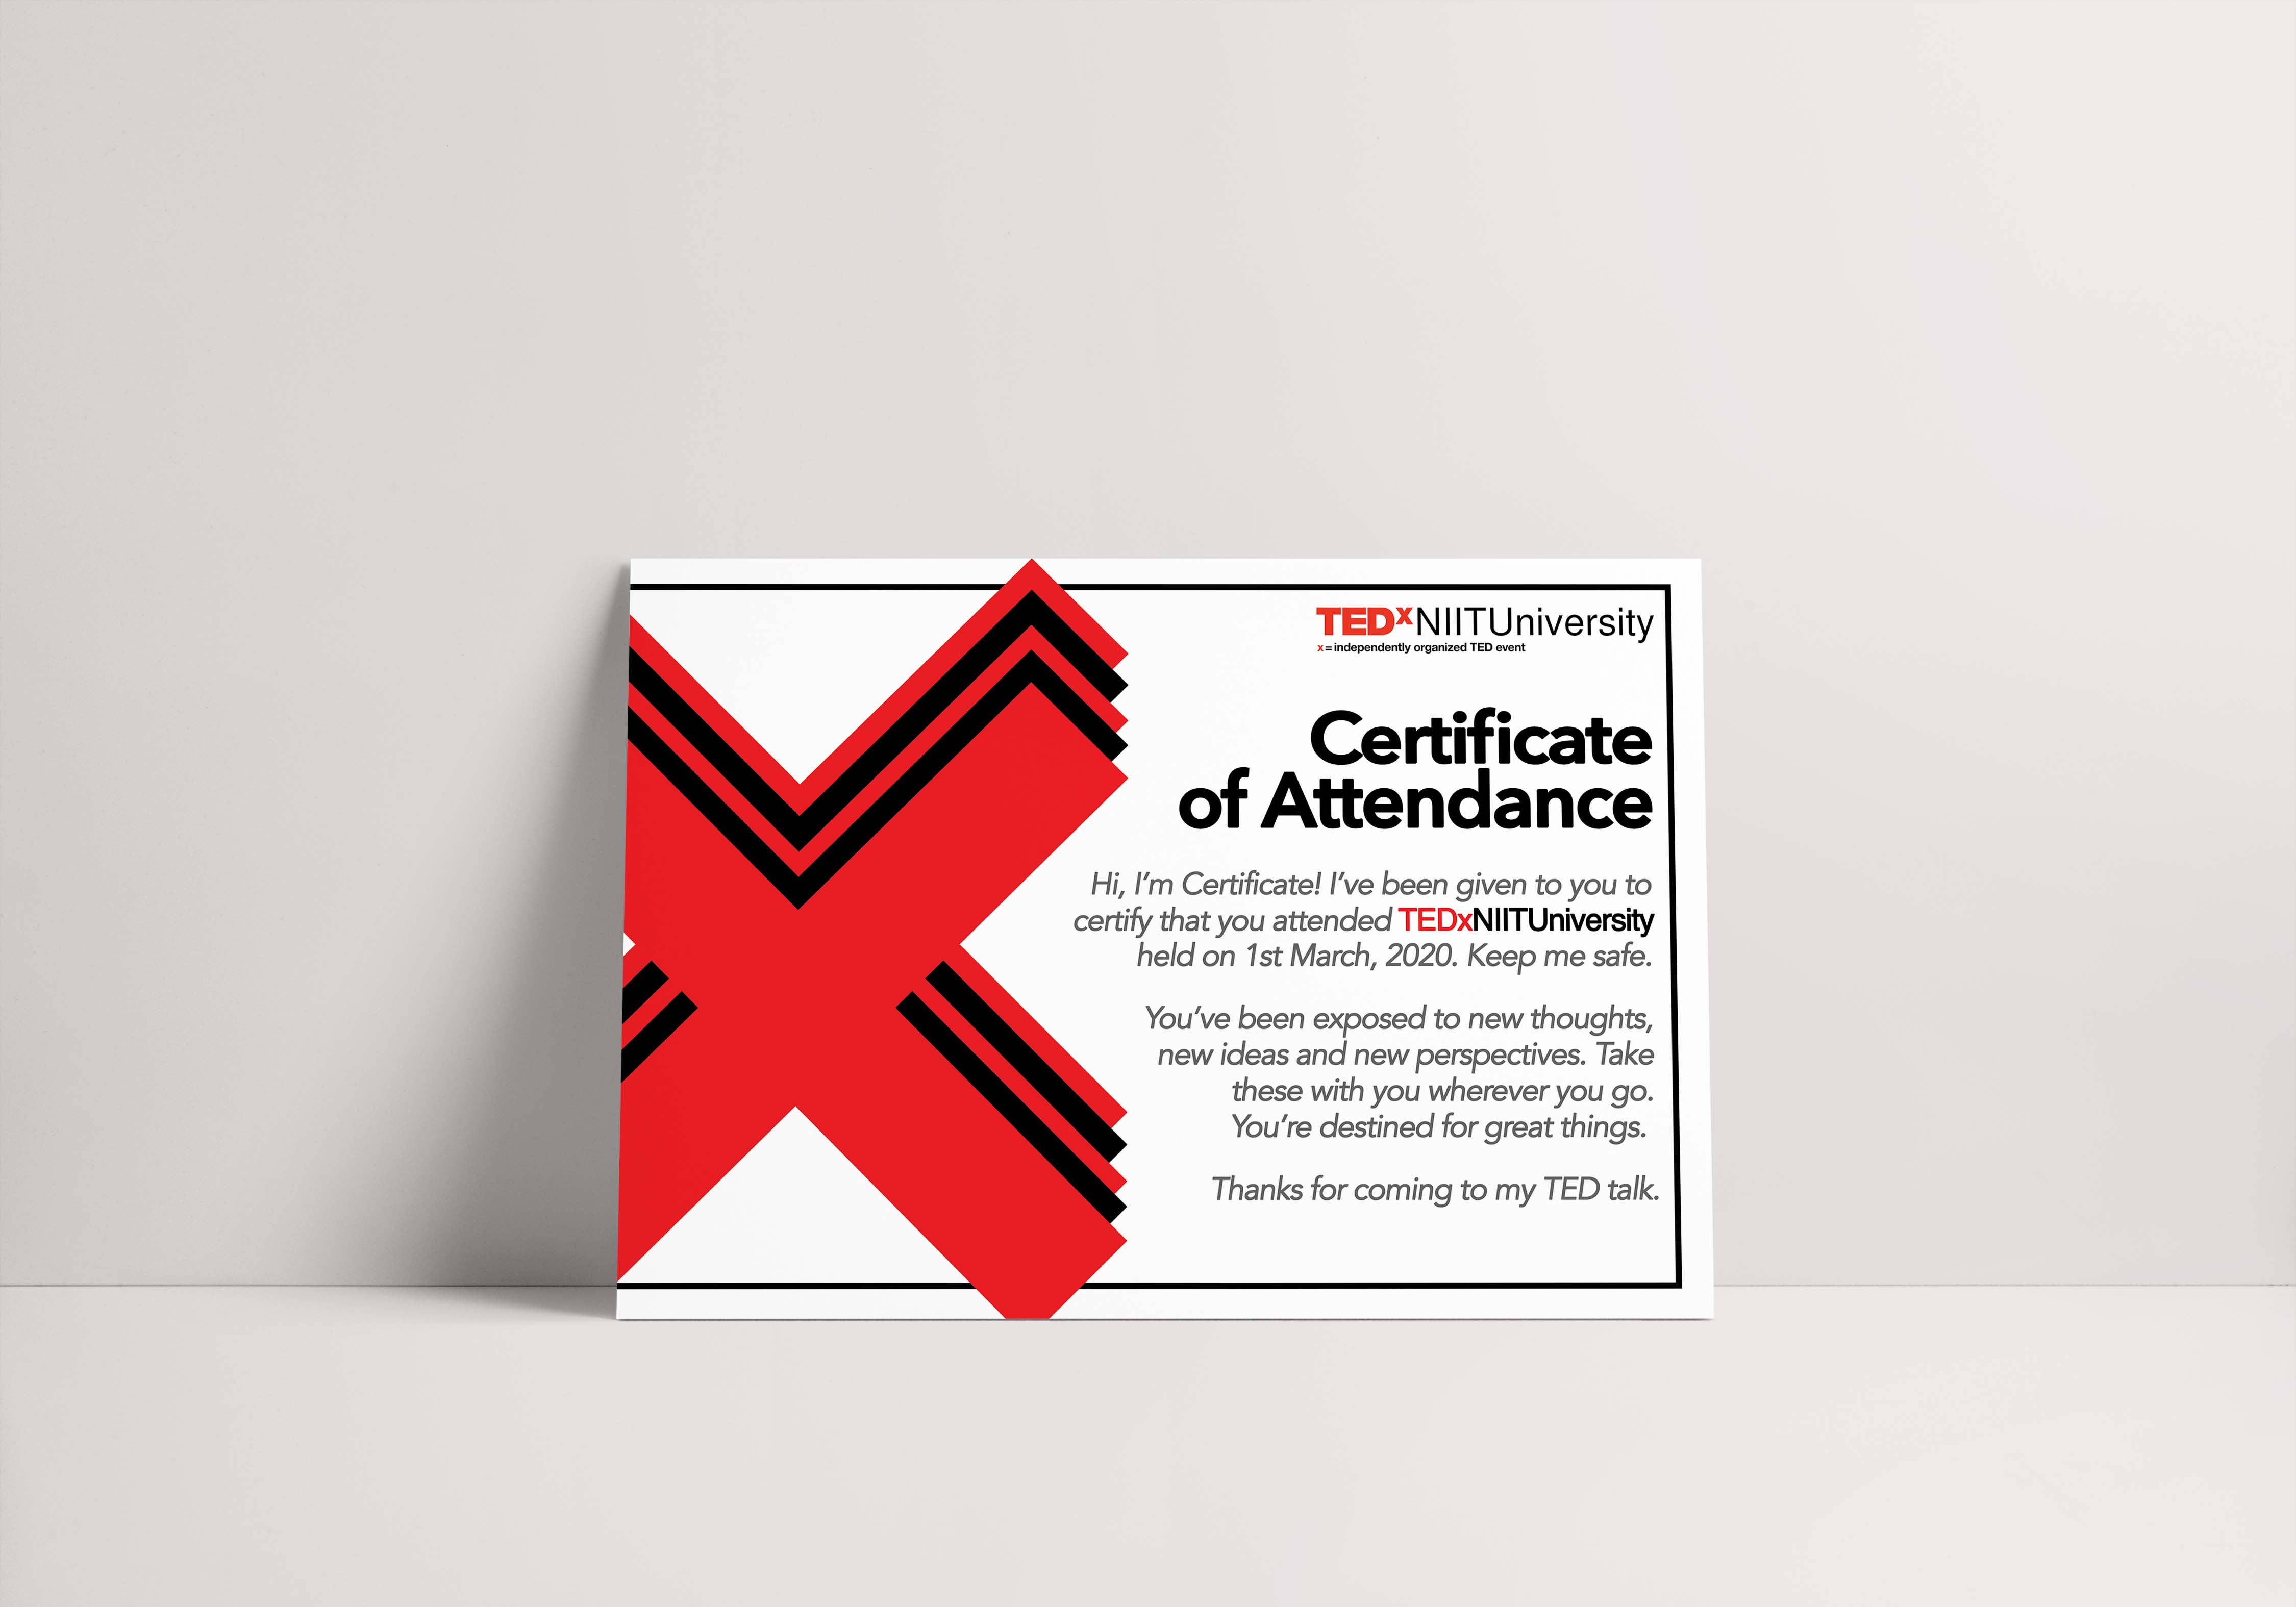 TEDxNIITUniversity
x = independently organized TED event
Certificate
of Attendance
Hi, I’m Certificate! I’ve been given to you to
certify that you attended TEDxNIITUniversity
held on 1st March, 2020. Keep me safe.
You’ve been exposed to new thoughts,
new ideas and new perspectives. Take
these with you wherever you go.
You’re destined for great things.
Thanks for coming to my TED talk.